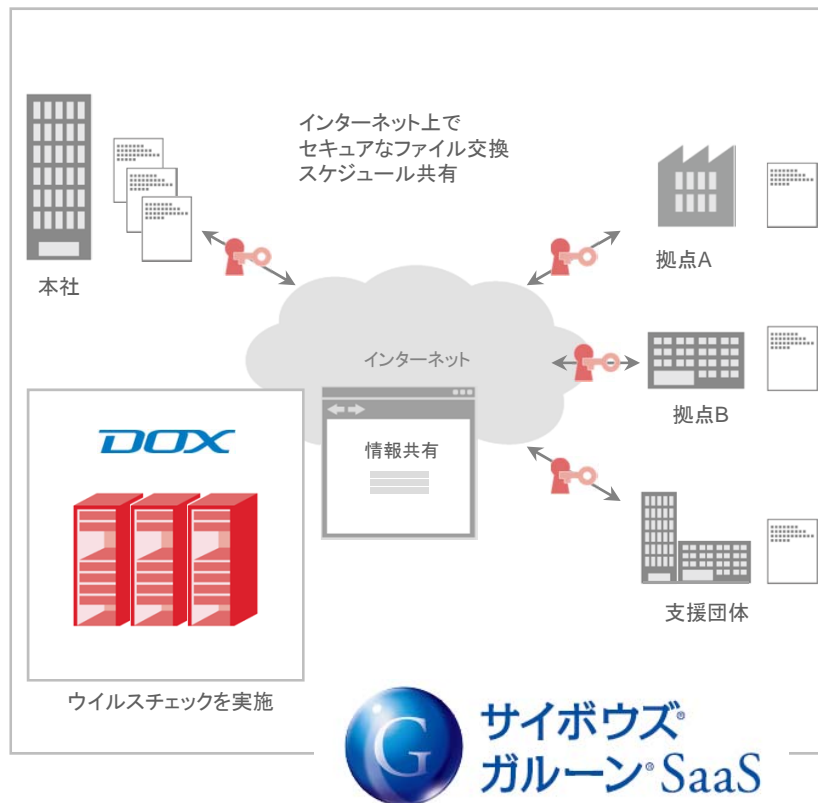 インターネット上で
セキュアなファイル交換
スケジュール共有
本社
拠点A
インターネット
拠点B
情報共有
DOX
支援団体
ウイルスチェックを実施
G
サイボウズ®
ガルーン®SaaS